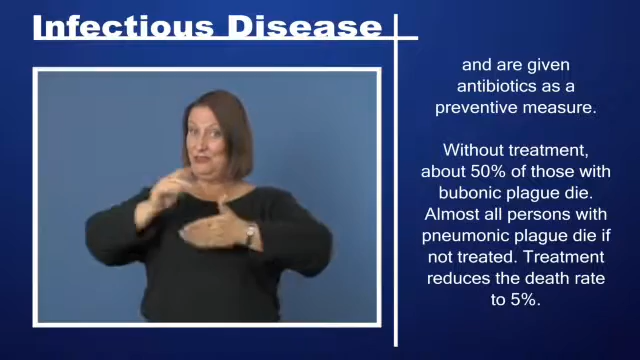 Infectious Disease
and are given
antibiotics as a
preventive measure.
Without treatment,
about 50% of those with
bubonic plague die.
Almost all persons with
pneumonic plague die if
not treated. Treatment
reduces the death rate
to 5%.